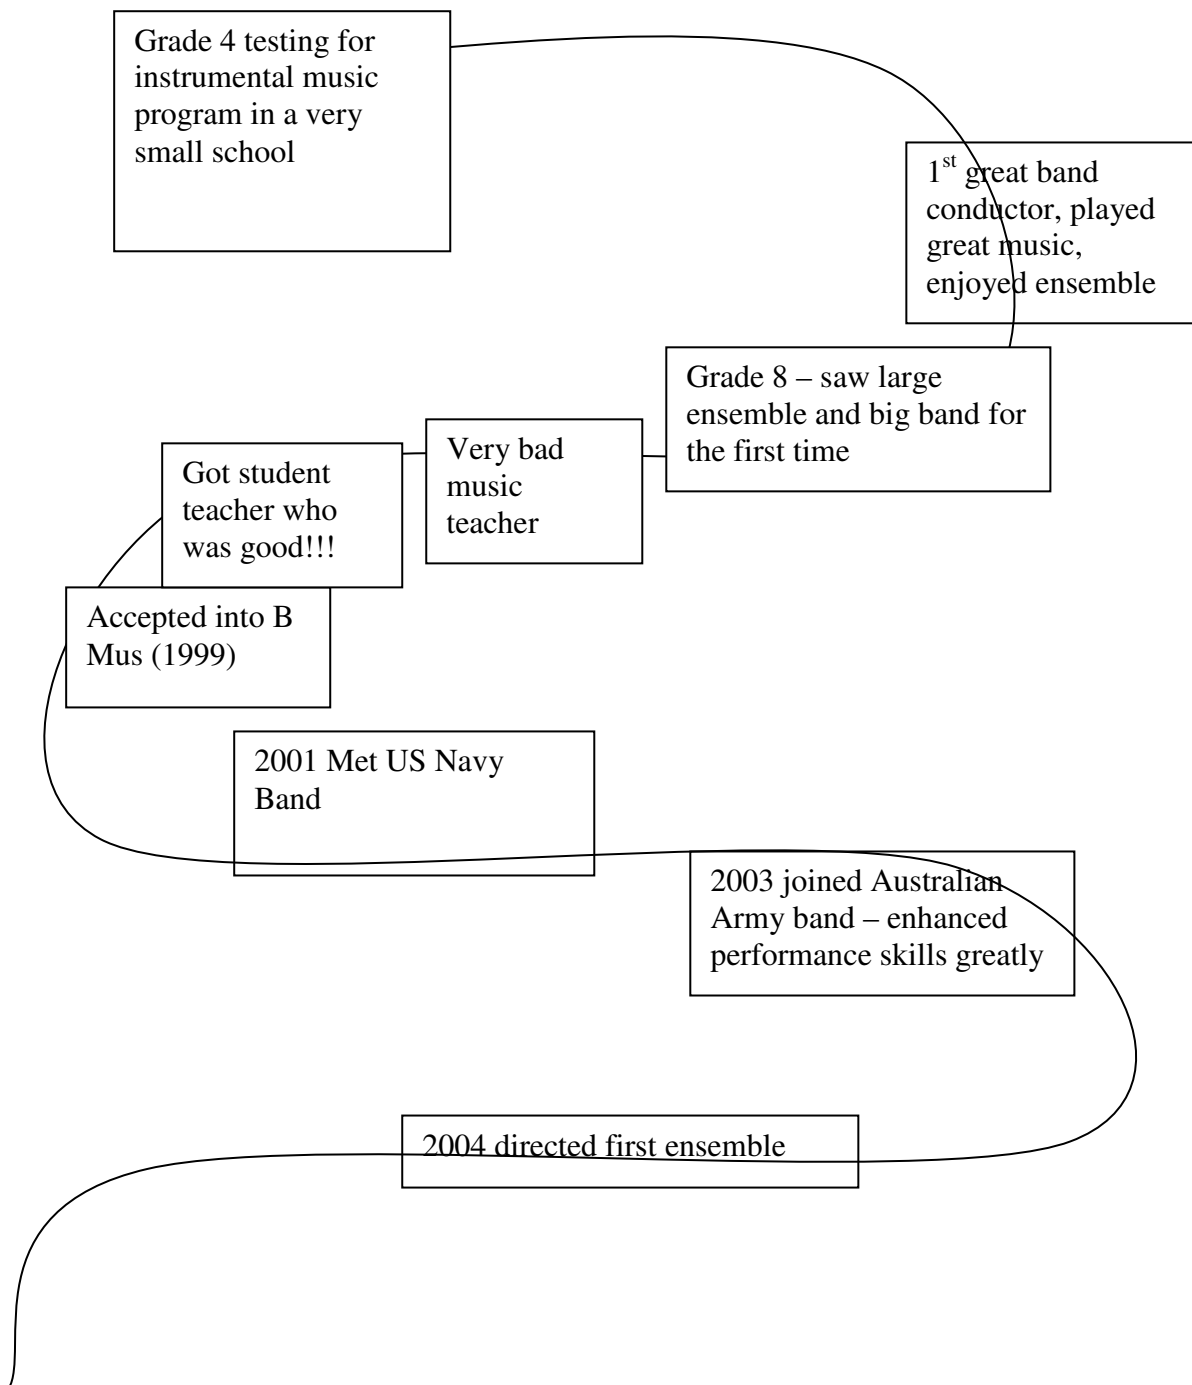 Grade 4 testing for
instrumental music
program in a very
small school
1st great band
conductor, played
great music,
enjoyed ensemble
Grade 8 – saw large
ensemble and big band for
the first time
Very bad
music
teacher
Got student
teacher who
was good!!!
Accepted into B
Mus (1999)
2001 Met US Navy
Band
2003 joined Australian
Army band – enhanced
performance skills greatly
2004 directed first ensemble